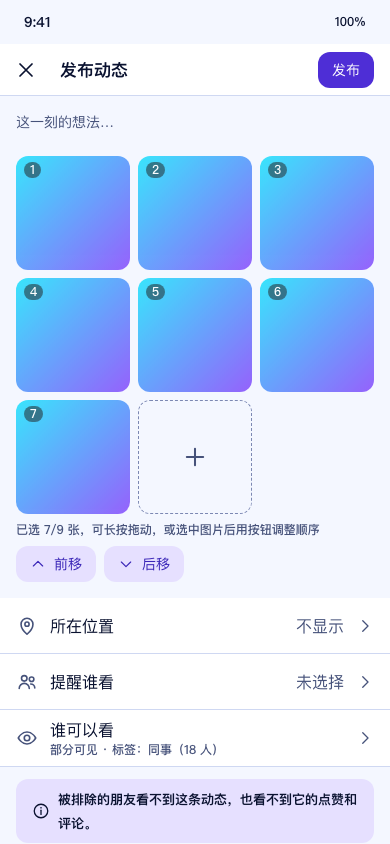 9:41 100%
发布动态 发布
这一刻的想法...
1 2 3
4 5 6
7
已选 7/9 张，可长按拖动，或选中图片后用按钮调整顺序
前移 后移
所在位置 不显示
提醒谁看 未选择
谁可以看
部分可见 · 标签：同事（18 人）
被排除的朋友看不到这条动态，也看不到它的点赞和
评论。